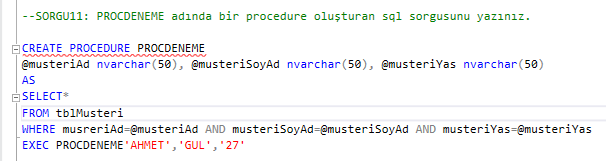 --SORGU11: PROCDENEME adında bir procedure oluşturan sql sorgusunu yazınız.
CREATE PROCEDURE PROCDENEME
@musteriAd nvarchar(50), @musteriSoyAd nvarchar(50), @musteriYas nvarchar(50)
AS
SELECT*
FROM tblMusteri
WHERE musreriAd=@musteriAd AND musteriSoyAd=@musteriSoyAd AND musteriYas=@musteriYas
EXEC PROCDENEME'AHMET','GUL','27'